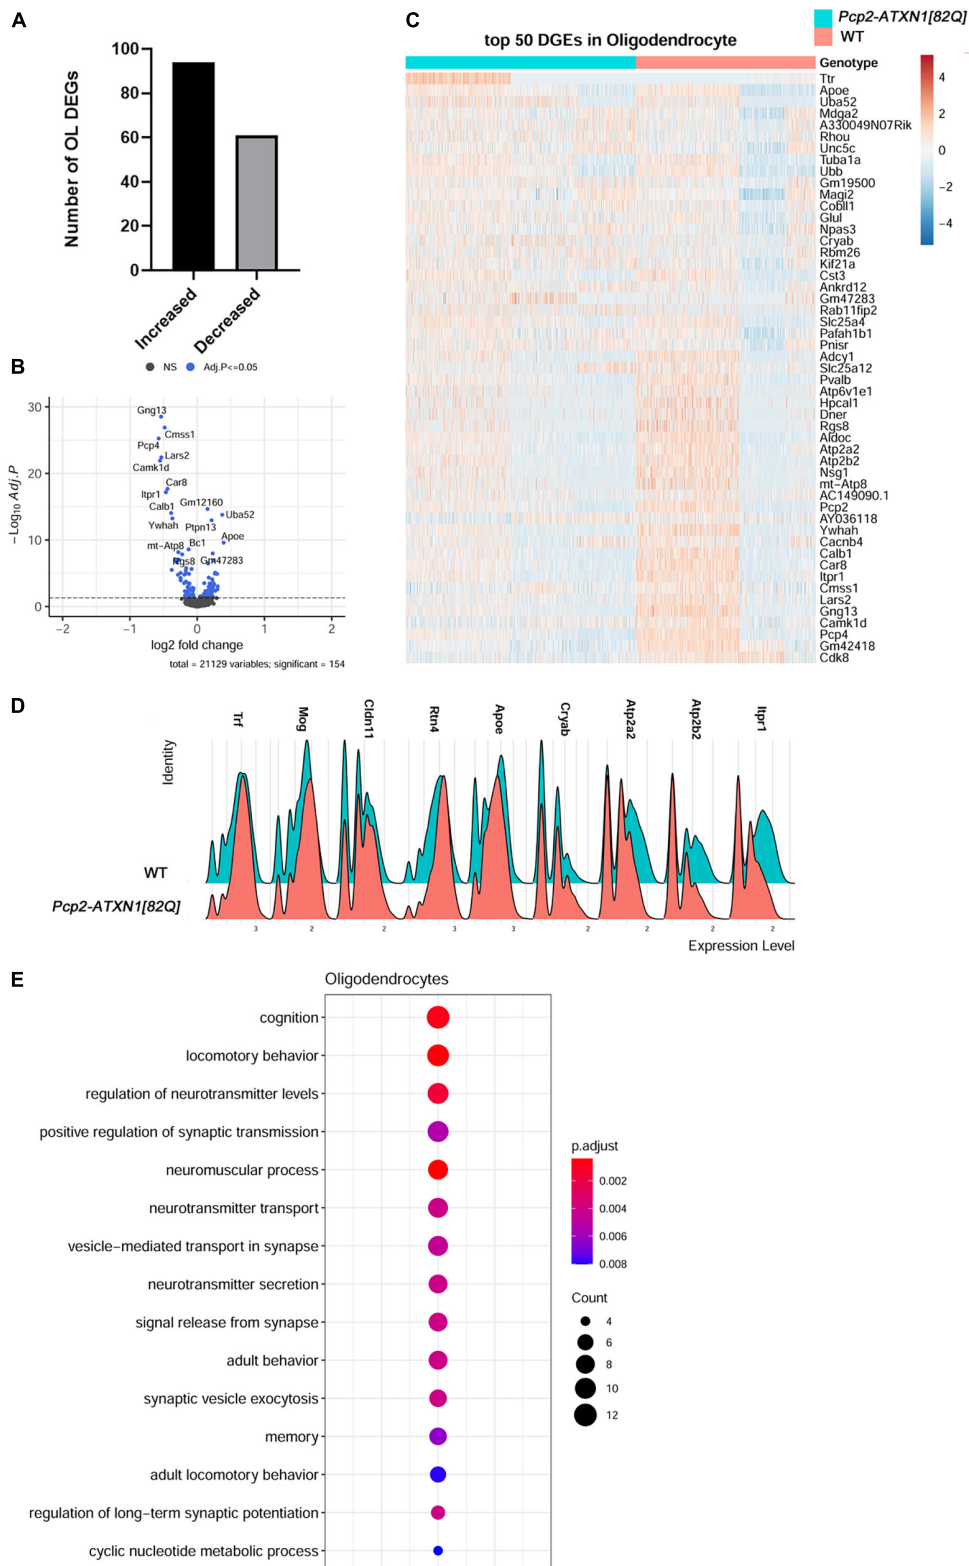 A
100
80
60
40
20
0
Number of OL DEGs
Increased
Decreased
B
NS
Adj.P<=0.05
30
20
10
0
−Log10 Adj.P
Gng13
Cmss1
Pcp4
Lars2
Camk1d
Car8
Itpr1
Gm12160
Calb1
Uba52
Ywhah
Ptpn13
Apoe
Bc1
mt−Atp8
Rgs8
Gm47283
−2
−1
0
1
2
log2 fold change
total = 21129 variables; significant = 154
C
top 50 DGEs in Oligodendrocyte
Pcp2-ATXN1[82Q]
WT
Genotype
4
2
0
−2
−4
Ttr
Apoe
Uba52
Mdga2
A330049N07Rik
Rhou
Unc5c
Tuba1a
Ubb
Gm19500
Magi2
Cobll1
Glul
Npas3
Cryab
Rbm26
Kif21a
Cst3
Ankrd12
Gm47283
Rab11fip2
Slc25a4
Pafah1b1
Pnisr
Adcy1
Slc25a12
Pvalb
Atp6v1e1
Hpcal1
Dner
Rgs8
Aldoc
Atp2a2
Atp2b2
Nsg1
mt−Atp8
AC149090.1
Pcp2
AY036118
Ywhah
Cacnb4
Calb1
Car8
Itpr1
Cmss1
Lars2
Gng13
Camk1d
Pcp4
Gm42418
Cdk8
D
Trf
Mog
Cldn11
Rtn4
Apoe
Cryab
Atp2a2
Atp2b2
Itpr1
Identity
WT
Pcp2-ATXN1[82Q]
3
2
2
3
3
2
2
2
2
Expression Level
E
Oligodendrocytes
cognition
locomotory behavior
regulation of neurotransmitter levels
positive regulation of synaptic transmission
neuromuscular process
neurotransmitter transport
vesicle−mediated transport in synapse
neurotransmitter secretion
signal release from synapse
adult behavior
synaptic vesicle exocytosis
memory
adult locomotory behavior
regulation of long−term synaptic potentiation
cyclic nucleotide metabolic process
p.adjust
0.002
0.004
0.006
0.008
Count
4
6
8
10
12